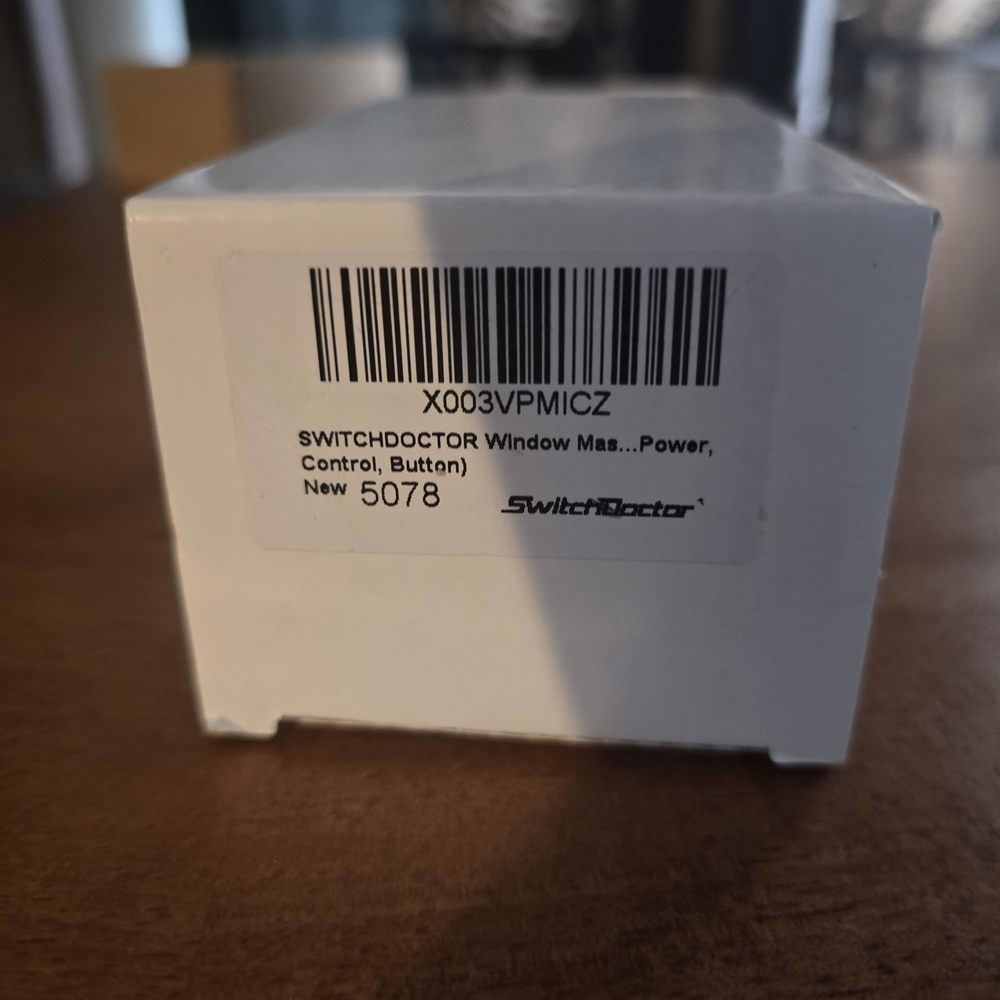 X003VPMICZ
SWITCHDOCTOR Window Mas...Power,
Control, Button)
New 5078
SwitchDoctor